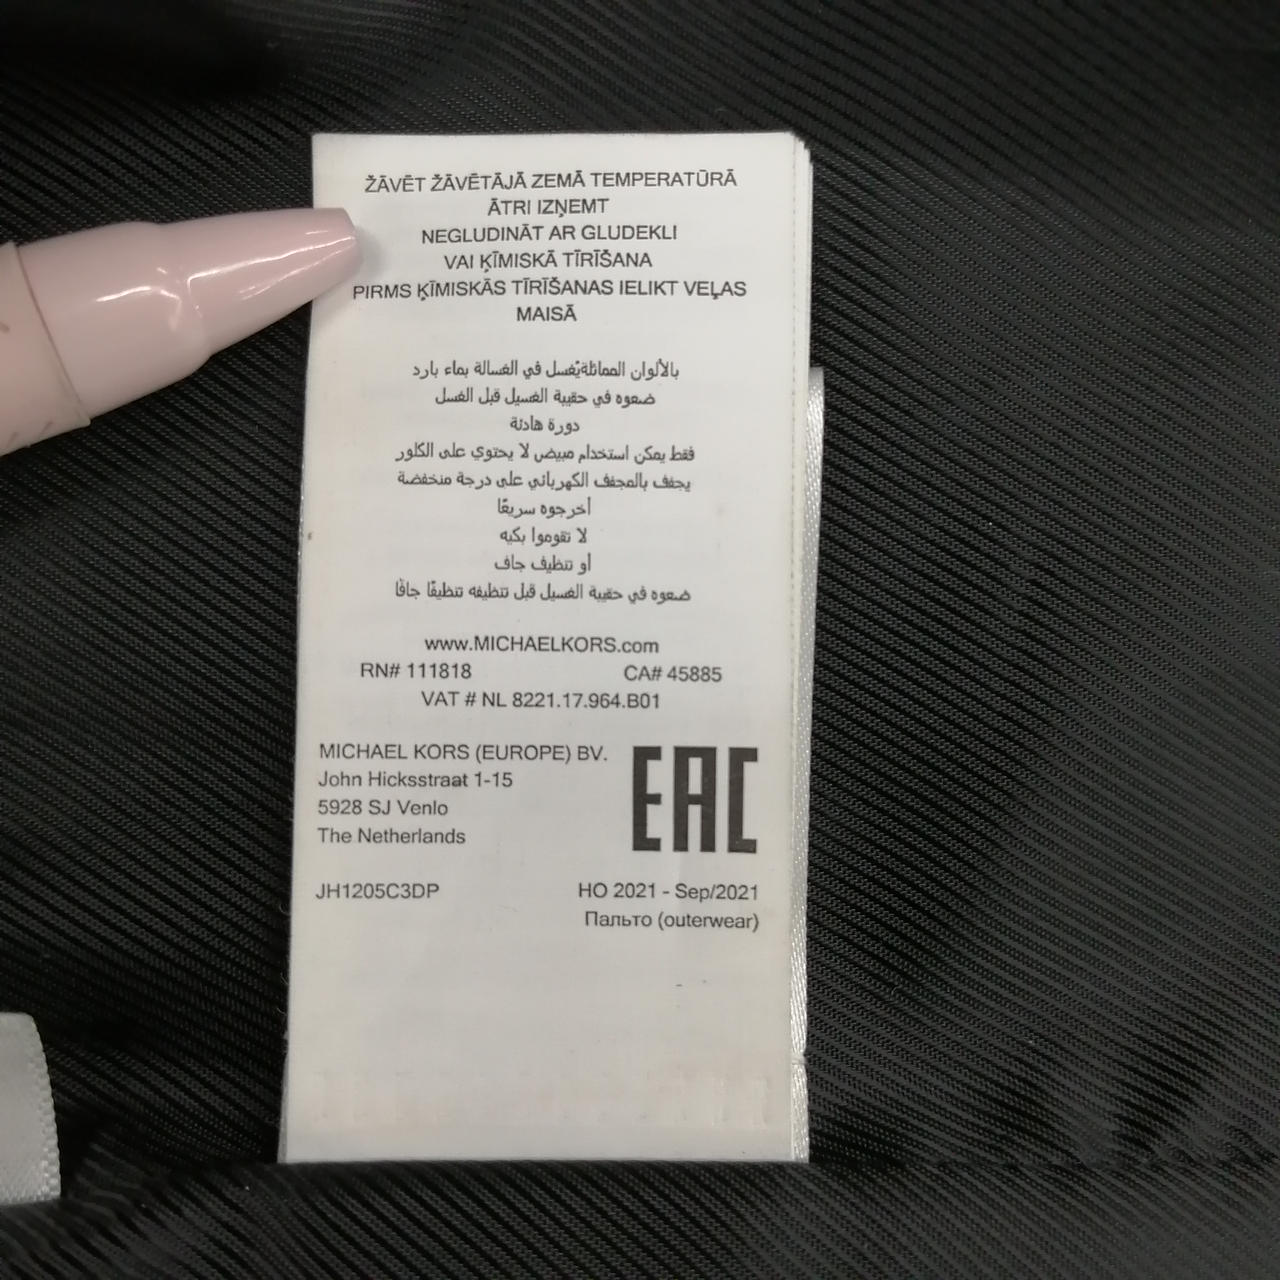 ŽĀVĒT ŽĀVĒTĀJĀ ZEMĀ TEMPERATŪRĀ
ĀTRI IZŅEMT
NEGLUDINĀT AR GLUDEKLI
VAI ĶĪMISKĀ TĪRĪŠANA
PIRMS ĶĪMISKĀS TĪRĪŠANAS IELIKT VEĻAS
MAISĀ
بالألوان المماثلةيُغسل في الغسالة بماء بارد
ضعوه في حقيبة الغسيل قبل الغسل
دورة هادئة
فقط يمكن استخدام مبيض لا يحتوي على الكلور
يجفف بالمجفف الكهربائي على درجة منخفضة
أخرجوه سريعًا
لا تقوموا بكيه
أو تنظيف جاف
ضعوه في حقيبة الغسيل قبل تنظيفه تنظيفًا جافًا
www.MICHAELKORS.com
RN# 111818 CA# 45885
VAT # NL 8221.17.964.B01
MICHAEL KORS (EUROPE) BV.
John Hicksstraat 1-15
5928 SJ Venlo
The Netherlands
EAC
JH1205C3DP HO 2021 - Sep/2021
Пальто (outerwear)